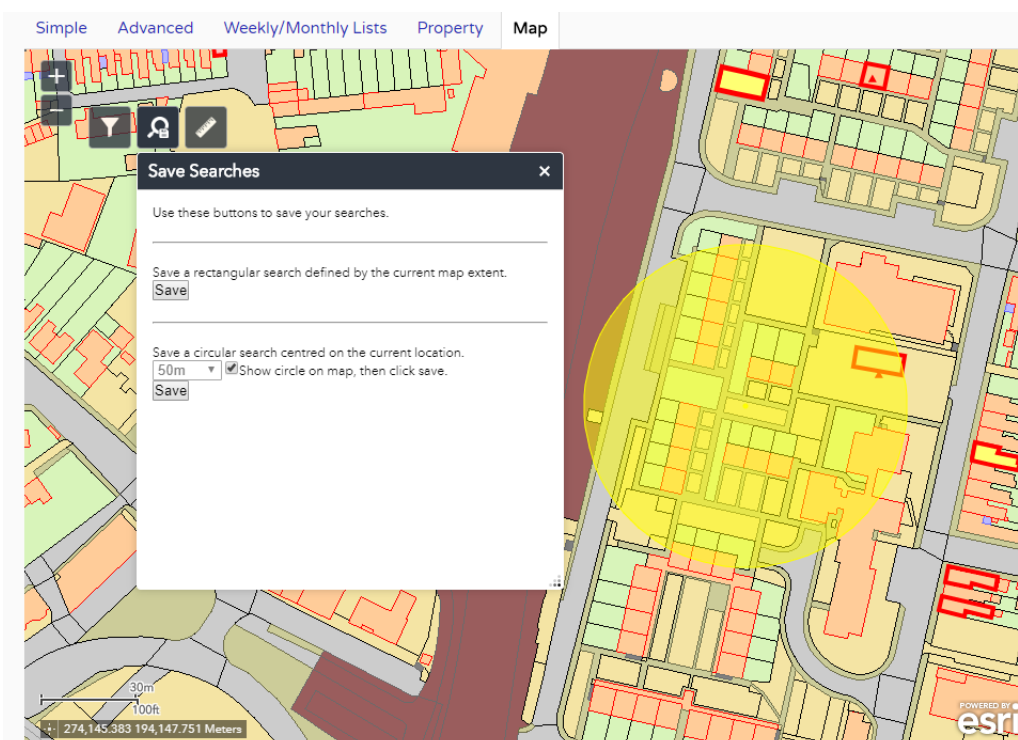 Simple Advanced Weekly/Monthly Lists Property Map
+
−
Save Searches ×
Use these buttons to save your searches.
Save a rectangular search defined by the current map extent.
Save
Save a circular search centred on the current location.
50m ▼ Show circle on map, then click save.
Save
30m
100ft
274,145.383 194,147.751 Meters
POWERED BY
esri